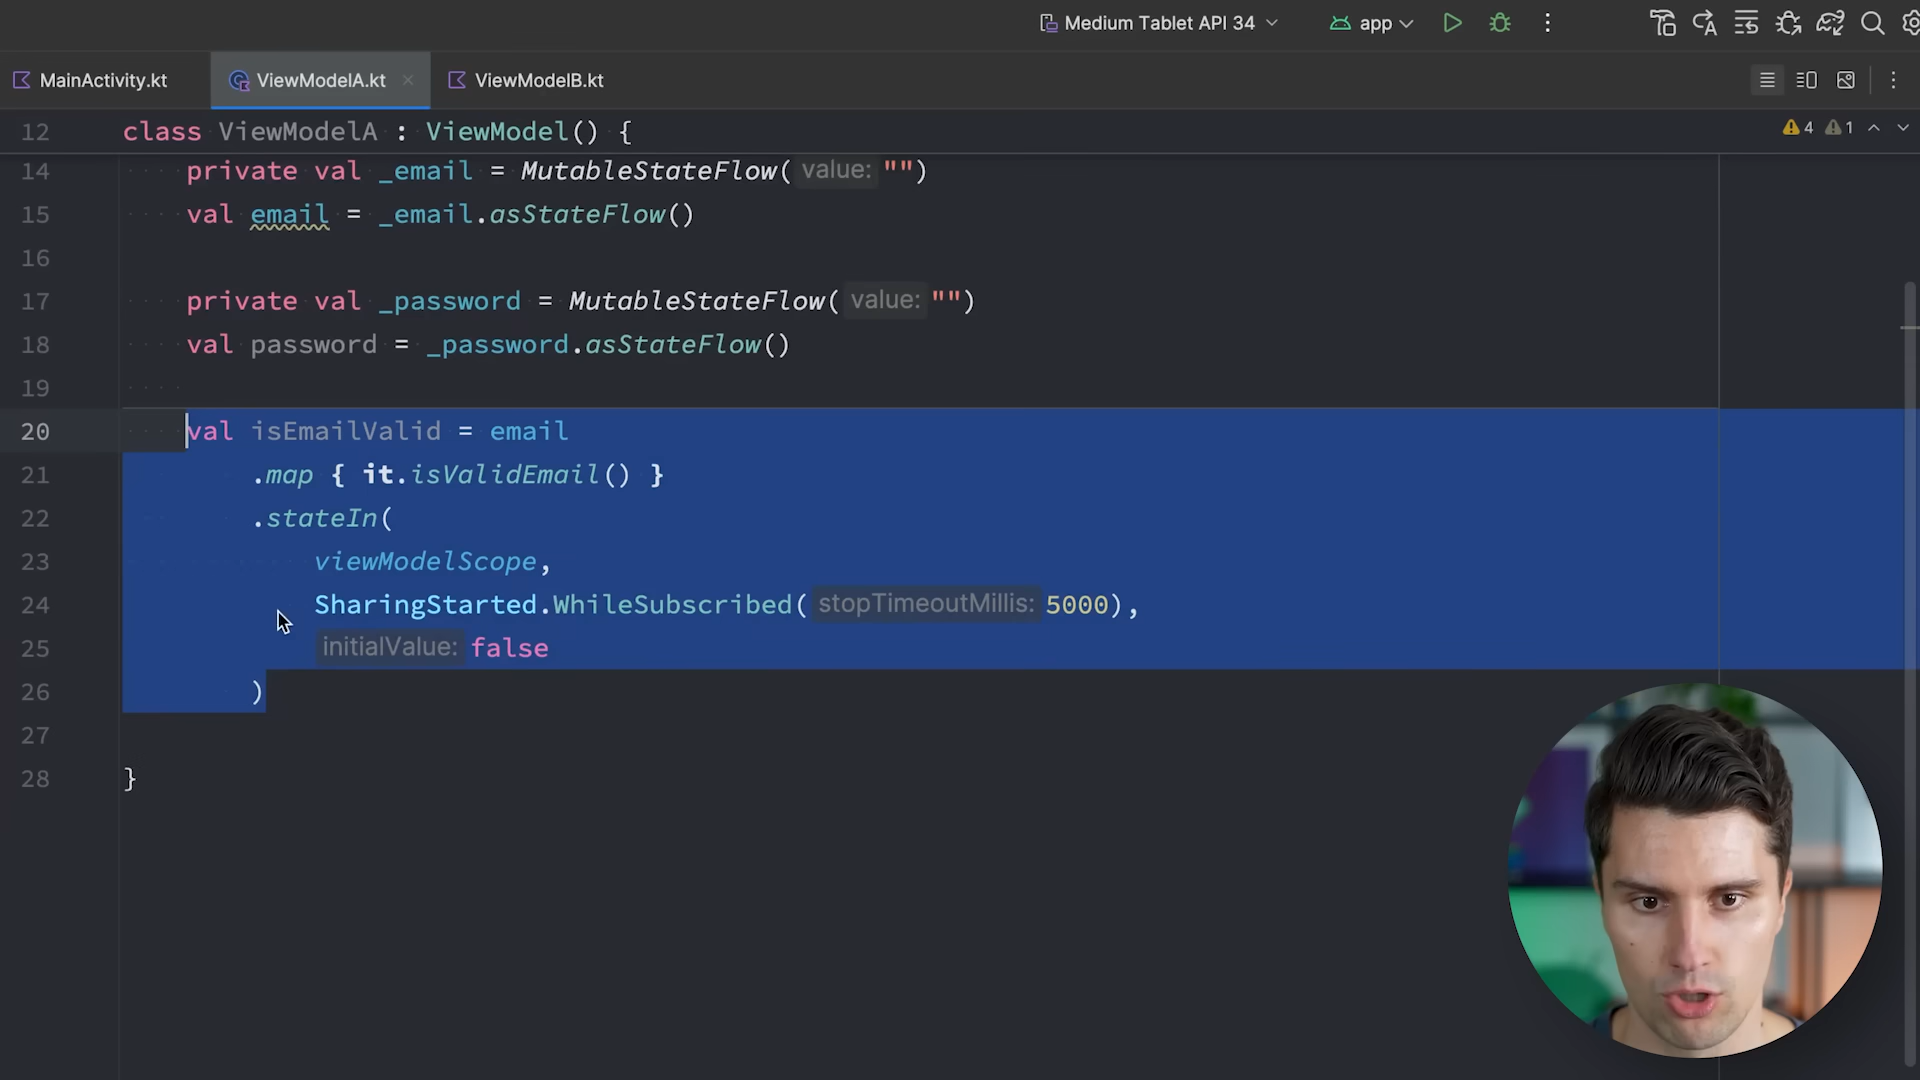 Medium Tablet API 34
app
MainActivity.kt
ViewModelA.kt
ViewModelB.kt
12 class ViewModelA : ViewModel() {
4 1
14 private val _email = MutableStateFlow( value: "")
15 val email = _email.asStateFlow()
16
17 private val _password = MutableStateFlow( value: "")
18 val password = _password.asStateFlow()
19
20 val isEmailValid = email
21 .map { it.isValidEmail() }
22 .stateIn(
23 viewModelScope,
24 SharingStarted.WhileSubscribed( stopTimeoutMillis: 5000),
25 initialValue: false
26 )
27
28 }